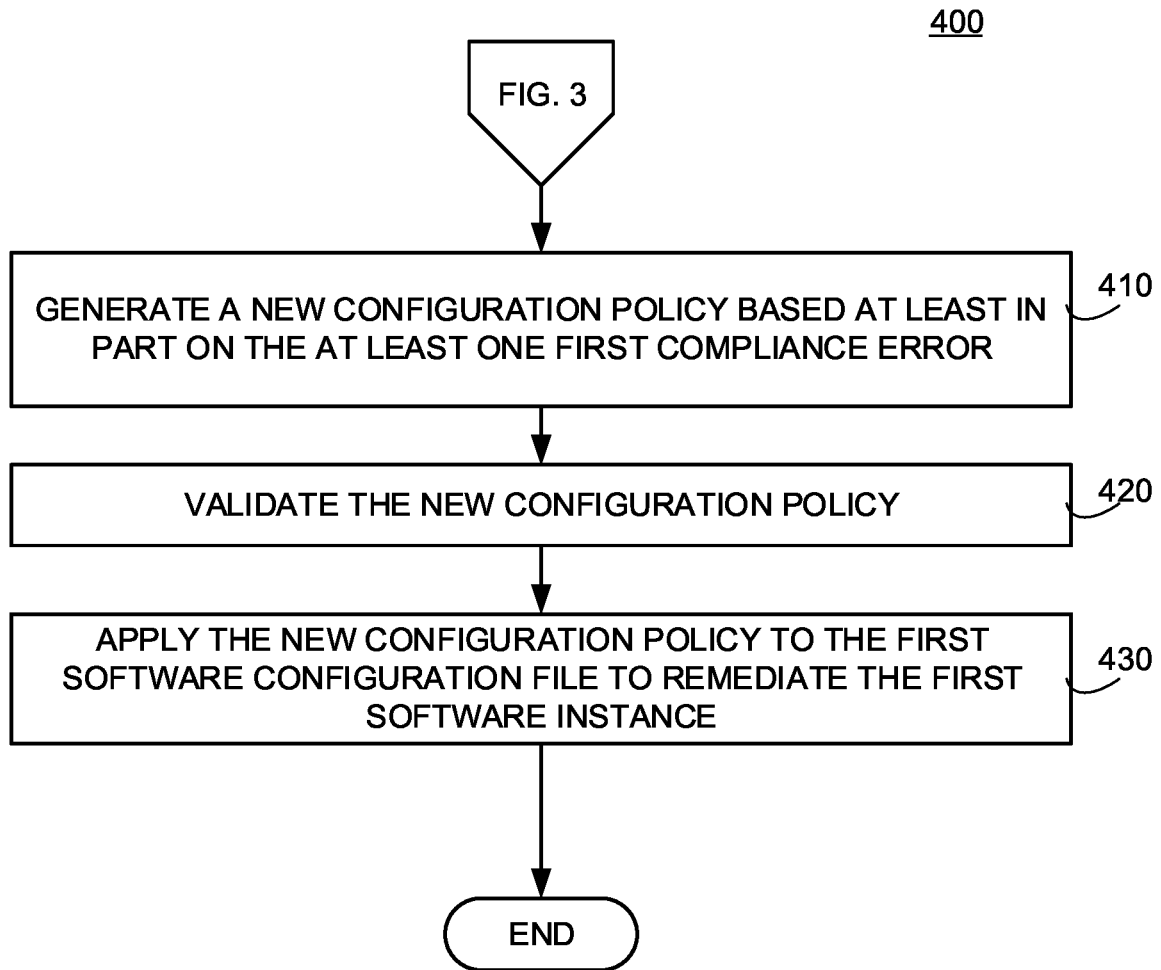 400
FIG. 3
GENERATE A NEW CONFIGURATION POLICY BASED AT LEAST IN
PART ON THE AT LEAST ONE FIRST COMPLIANCE ERROR
410
VALIDATE THE NEW CONFIGURATION POLICY
420
APPLY THE NEW CONFIGURATION POLICY TO THE FIRST
SOFTWARE CONFIGURATION FILE TO REMEDIATE THE FIRST
SOFTWARE INSTANCE
430
END